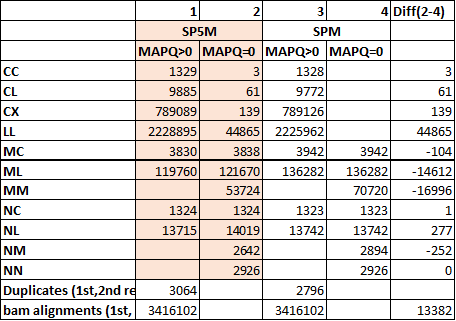 1 2 3 4 Diff(2-4)
SP5M SPM
MAPQ>0 MAPQ=0 MAPQ>0 MAPQ=0
CC 1329 3 1328 3
CL 9885 61 9772 61
CX 789089 139 789126 139
LL 2228895 44865 2225962 44865
MC 3830 3838 3942 3942 -104
ML 119760 121670 136282 136282 -14612
MM 53724 70720 -16996
NC 1324 1324 1323 1323 1
NL 13715 14019 13742 13742 277
NM 2642 2894 -252
NN 2926 2926 0
Duplicates (1st,2nd re 3064 2796
bam alignments (1st, 3416102 3416102 13382